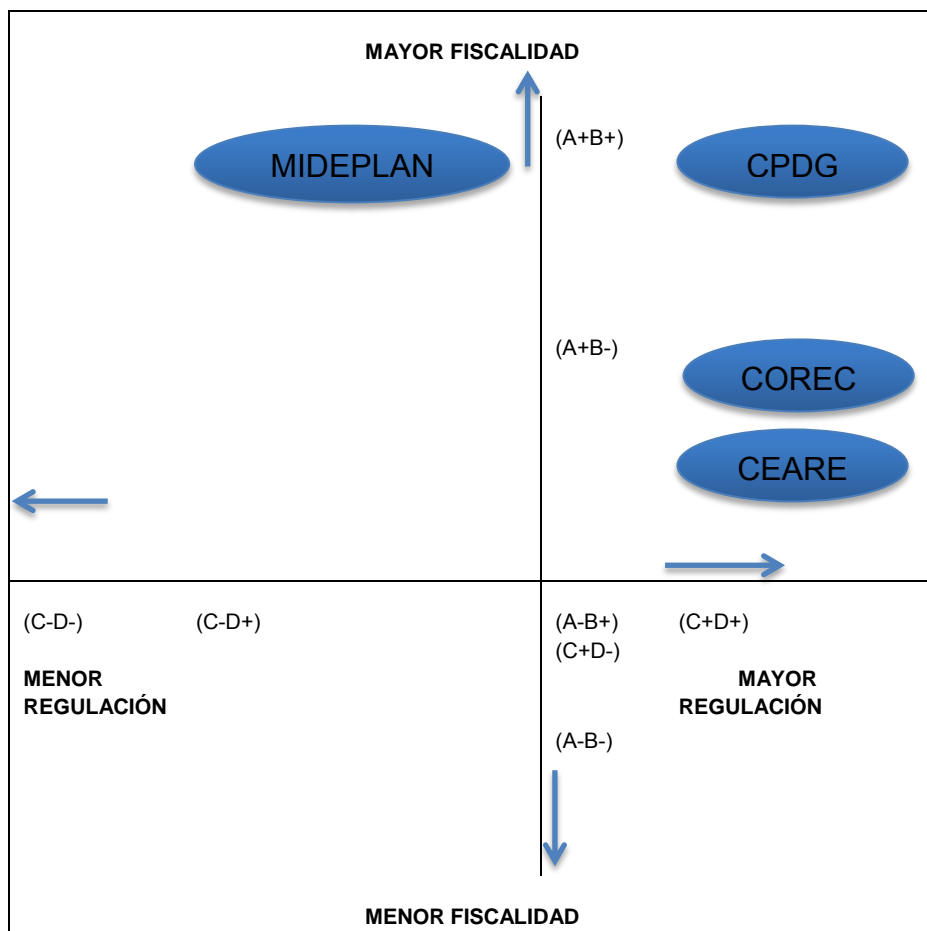 MAYOR FISCALIDAD
(A+B+)
MIDEPLAN
CPDG
(A+B-)
COREC
CEARE
(C-D-)
(C-D+)
(A-B+)
(C+D+)
(C+D-)
MENOR
REGULACIÓN
MAYOR
REGULACIÓN
(A-B-)
MENOR FISCALIDAD